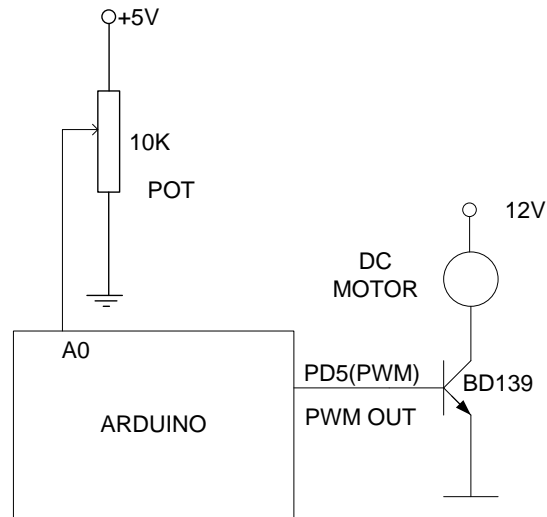 +5V
10K
POT
12V
DC
MOTOR
A0
PD5(PWM)
BD139
ARDUINO
PWM OUT